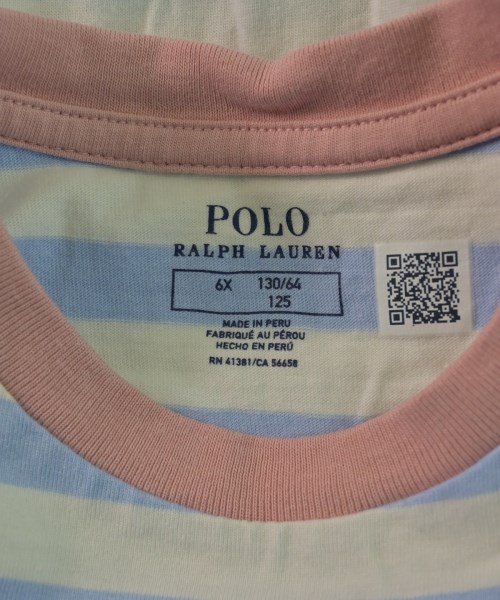 POLO
RALPH LAUREN
6X 130/64
125
MADE IN PERU
FABRIQUÉ AU PÉROU
HECHO EN PERÚ
RN 41381/CA 56658